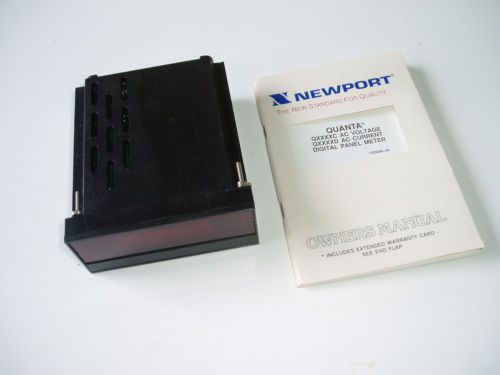 NEWPORT®
THE NEW STANDARD FOR QUALITY
QUANTA®
QXXXXC AC VOLTAGE
QXXXXD AC CURRENT
DIGITAL PANEL METER
OWNERS MANUAL
* INCLUDES EXTENDED WARRANTY CARD -
SEE END FLAP